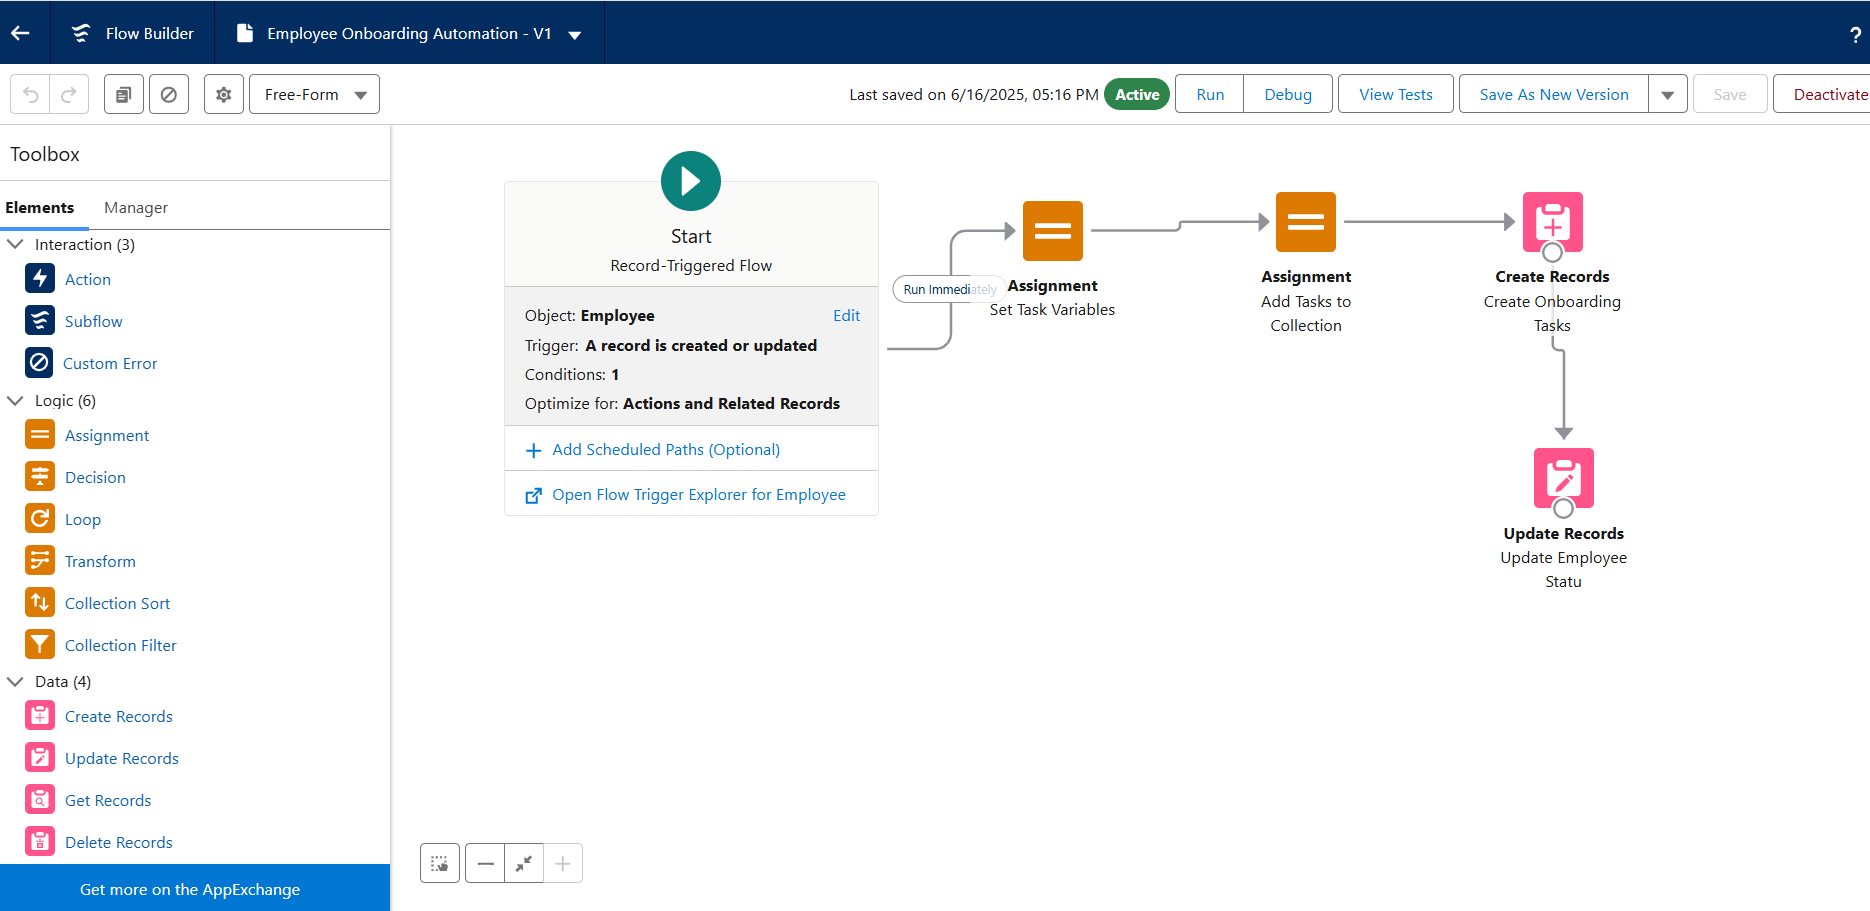 Flow Builder
Employee Onboarding Automation - V1
?
Free-Form
Last saved on 6/16/2025, 05:16 PM
Active
Run
Debug
View Tests
Save As New Version
Save
Deactivate
Toolbox
Elements
Manager
Interaction (3)
Action
Subflow
Custom Error
Logic (6)
Assignment
Decision
Loop
Transform
Collection Sort
Collection Filter
Data (4)
Create Records
Update Records
Get Records
Delete Records
Get more on the AppExchange
Start
Record-Triggered Flow
Object: Employee
Edit
Trigger: A record is created or updated
Conditions: 1
Optimize for: Actions and Related Records
Add Scheduled Paths (Optional)
Open Flow Trigger Explorer for Employee
Run Immediately
Assignment
Set Task Variables
Assignment
Add Tasks to
Collection
Create Records
Create Onboarding
Tasks
Update Records
Update Employee
Statu